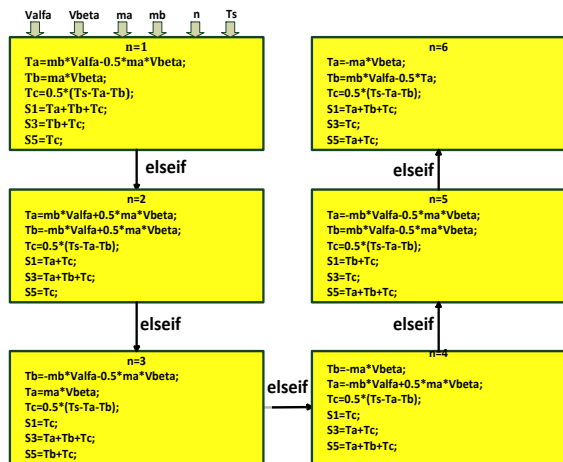 Valfa Vbeta ma mb n Ts
n=1
Ta=mb*Valfa-0.5*ma*Vbeta;
Tb=ma*Vbeta;
Tc=0.5*(Ts-Ta-Tb);
S1=Ta+Tb+Tc;
S3=Tb+Tc;
S5=Tc;
elseif
n=2
Ta=mb*Valfa+0.5*ma*Vbeta;
Tb=-mb*Valfa+0.5*ma*Vbeta;
Tc=0.5*(Ts-Ta-Tb);
S1=Ta+Tc;
S3=Ta+Tb+Tc;
S5=Tc;
elseif
n=3
Tb=-mb*Valfa-0.5*ma*Vbeta;
Ta=ma*Vbeta;
Tc=0.5*(Ts-Ta-Tb);
S1=Tc;
S3=Ta+Tb+Tc;
S5=Tb+Tc;
elseif
n=4
Tb=-ma*Vbeta;
Ta=-mb*Valfa+0.5*ma*Vbeta;
Tc=0.5*(Ts-Ta-Tb);
S1=Tc;
S3=Ta+Tc;
S5=Ta+Tb+Tc;
elseif
n=5
Ta=-mb*Valfa-0.5*ma*Vbeta;
Tb=mb*Valfa-0.5*ma*Vbeta;
Tc=0.5*(Ts-Ta-Tb);
S1=Tb+Tc;
S3=Tc;
S5=Ta+Tb+Tc;
elseif
n=6
Ta=-ma*Vbeta;
Tb=mb*Valfa-0.5*Ta;
Tc=0.5*(Ts-Ta-Tb);
S1=Ta+Tb+Tc;
S3=Tc;
S5=Ta+Tc;